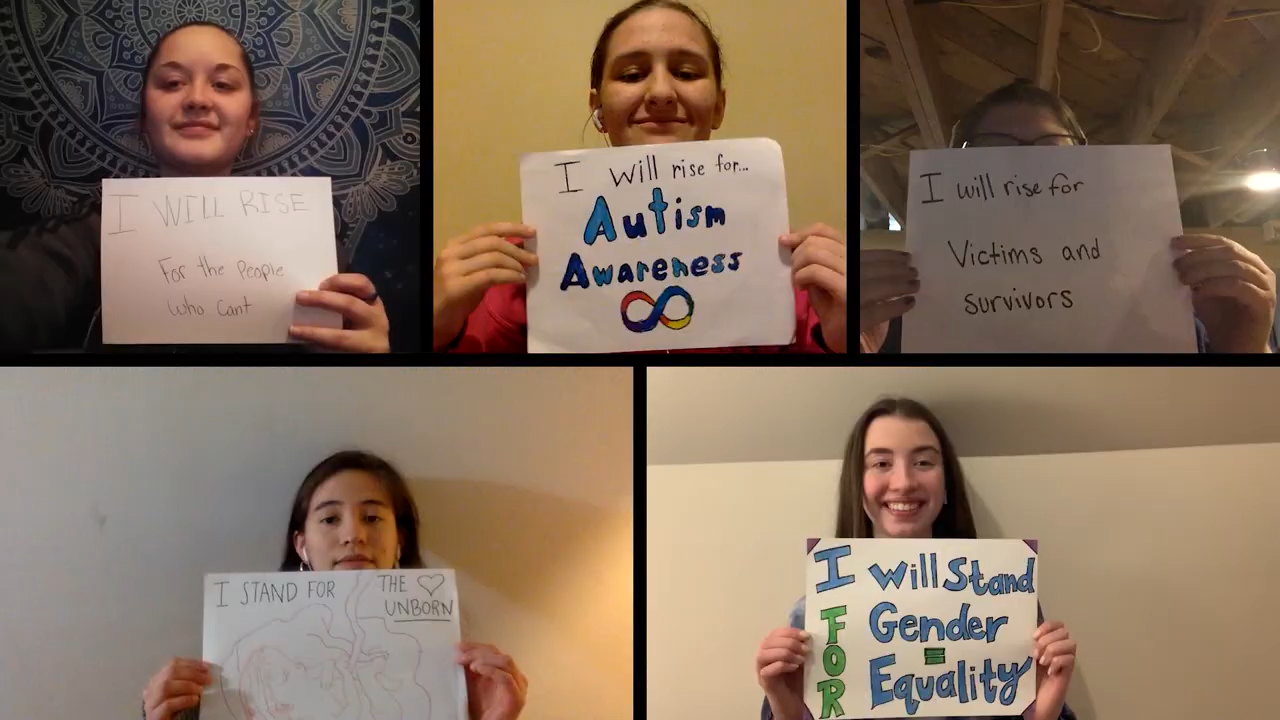 I WILL RISE
For the People
Who Cant
I will rise for...
Autism
Awareness
I will rise for
Victims and
survivors
I STAND FOR THE
UNBORN
I Will Stand
FOR
Gender
=
Equality